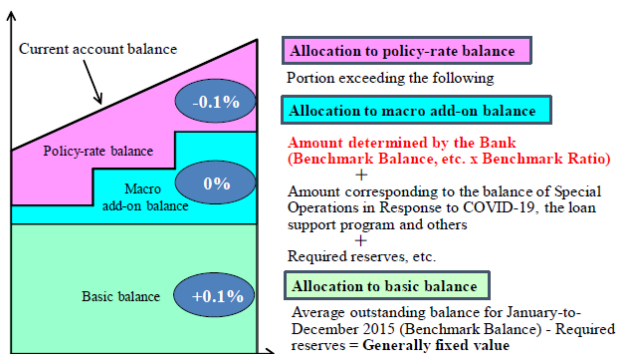 Current account balance
-0.1%
Policy-rate balance
0%
Macro
add-on balance
Basic balance
+0.1%
Allocation to policy-rate balance
Portion exceeding the following
Allocation to macro add-on balance
Amount determined by the Bank
(Benchmark Balance, etc. x Benchmark Ratio)
+
Amount corresponding to the balance of Special
Operations in Response to COVID-19, the loan
support program and others
+
Required reserves, etc.
Allocation to basic balance
Average outstanding balance for January-to-
December 2015 (Benchmark Balance) - Required
reserves = Generally fixed value